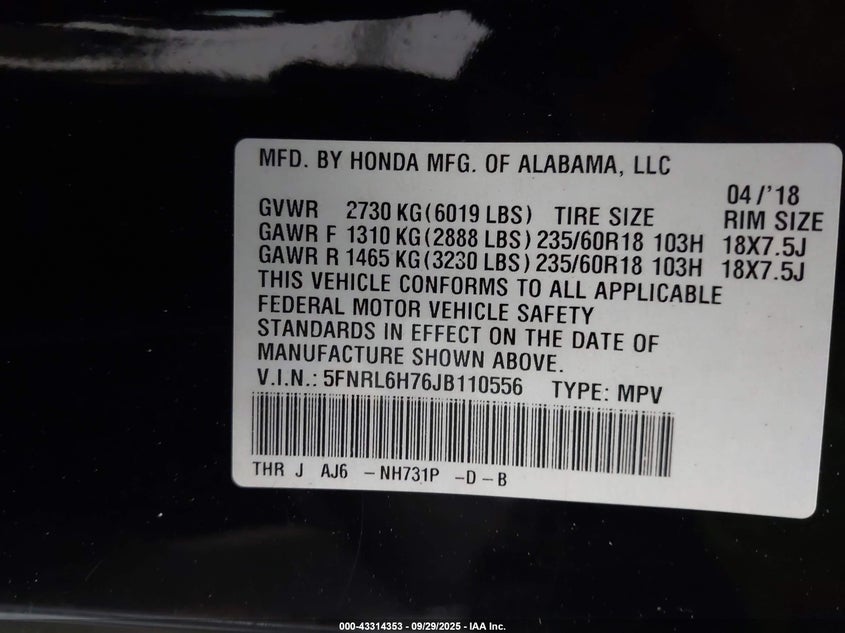 MFD. BY HONDA MFG. OF ALABAMA, LLC
04/'18
GVWR 2730 KG(6019 LBS) TIRE SIZE RIM SIZE
GAWR F 1310 KG(2888 LBS)235/60R18 103H 18X7.5J
GAWR R 1465 KG(3230 LBS)235/60R18 103H 18X7.5J
THIS VEHICLE CONFORMS TO ALL APPLICABLE
FEDERAL MOTOR VEHICLE SAFETY
STANDARDS IN EFFECT ON THE DATE OF
MANUFACTURE SHOWN ABOVE.
V.I.N.: 5FNRL6H76JB110556 TYPE: MPV
THR J AJ6 -NH731P -D-B
000-43314353 - 09/29/2025 - IAA Inc.